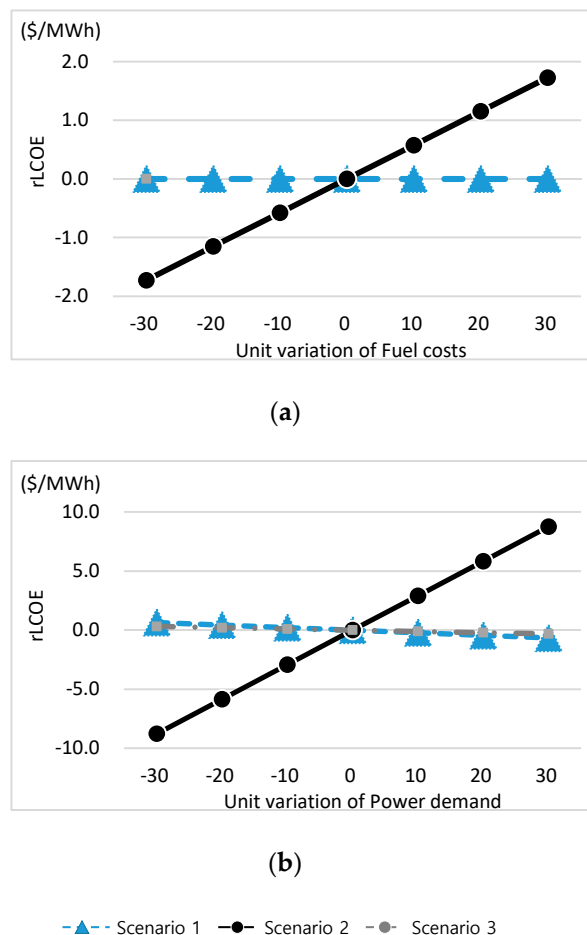 ($/MWh)
2.0
1.0
0.0
-1.0
-2.0
rLCOE
-30 -20 -10 0 10 20 30
Unit variation of Fuel costs
(a)
($/MWh)
10.0
5.0
0.0
-5.0
-10.0
rLCOE
-30 -20 -10 0 10 20 30
Unit variation of Power demand
(b)
Scenario 1 Scenario 2 Scenario 3